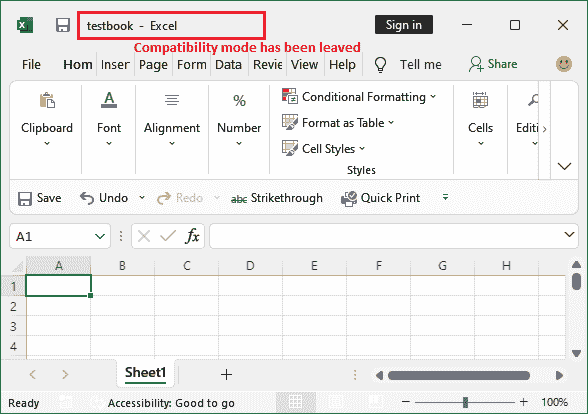 testbook - Excel
Sign in
Compatibility mode has been leaved
File Hom Inser Page Form Data Revie View Help Tell me Share
Clipboard
Font
Alignment
%
Number
Conditional Formatting
Format as Table
Cell Styles
Styles
Cells
Editi
Save Undo Redo abc Strikethrough Quick Print
A1 fx
A B C D E F G H
1
2
3
4
Sheet1
Ready Accessibility: Good to go 100%